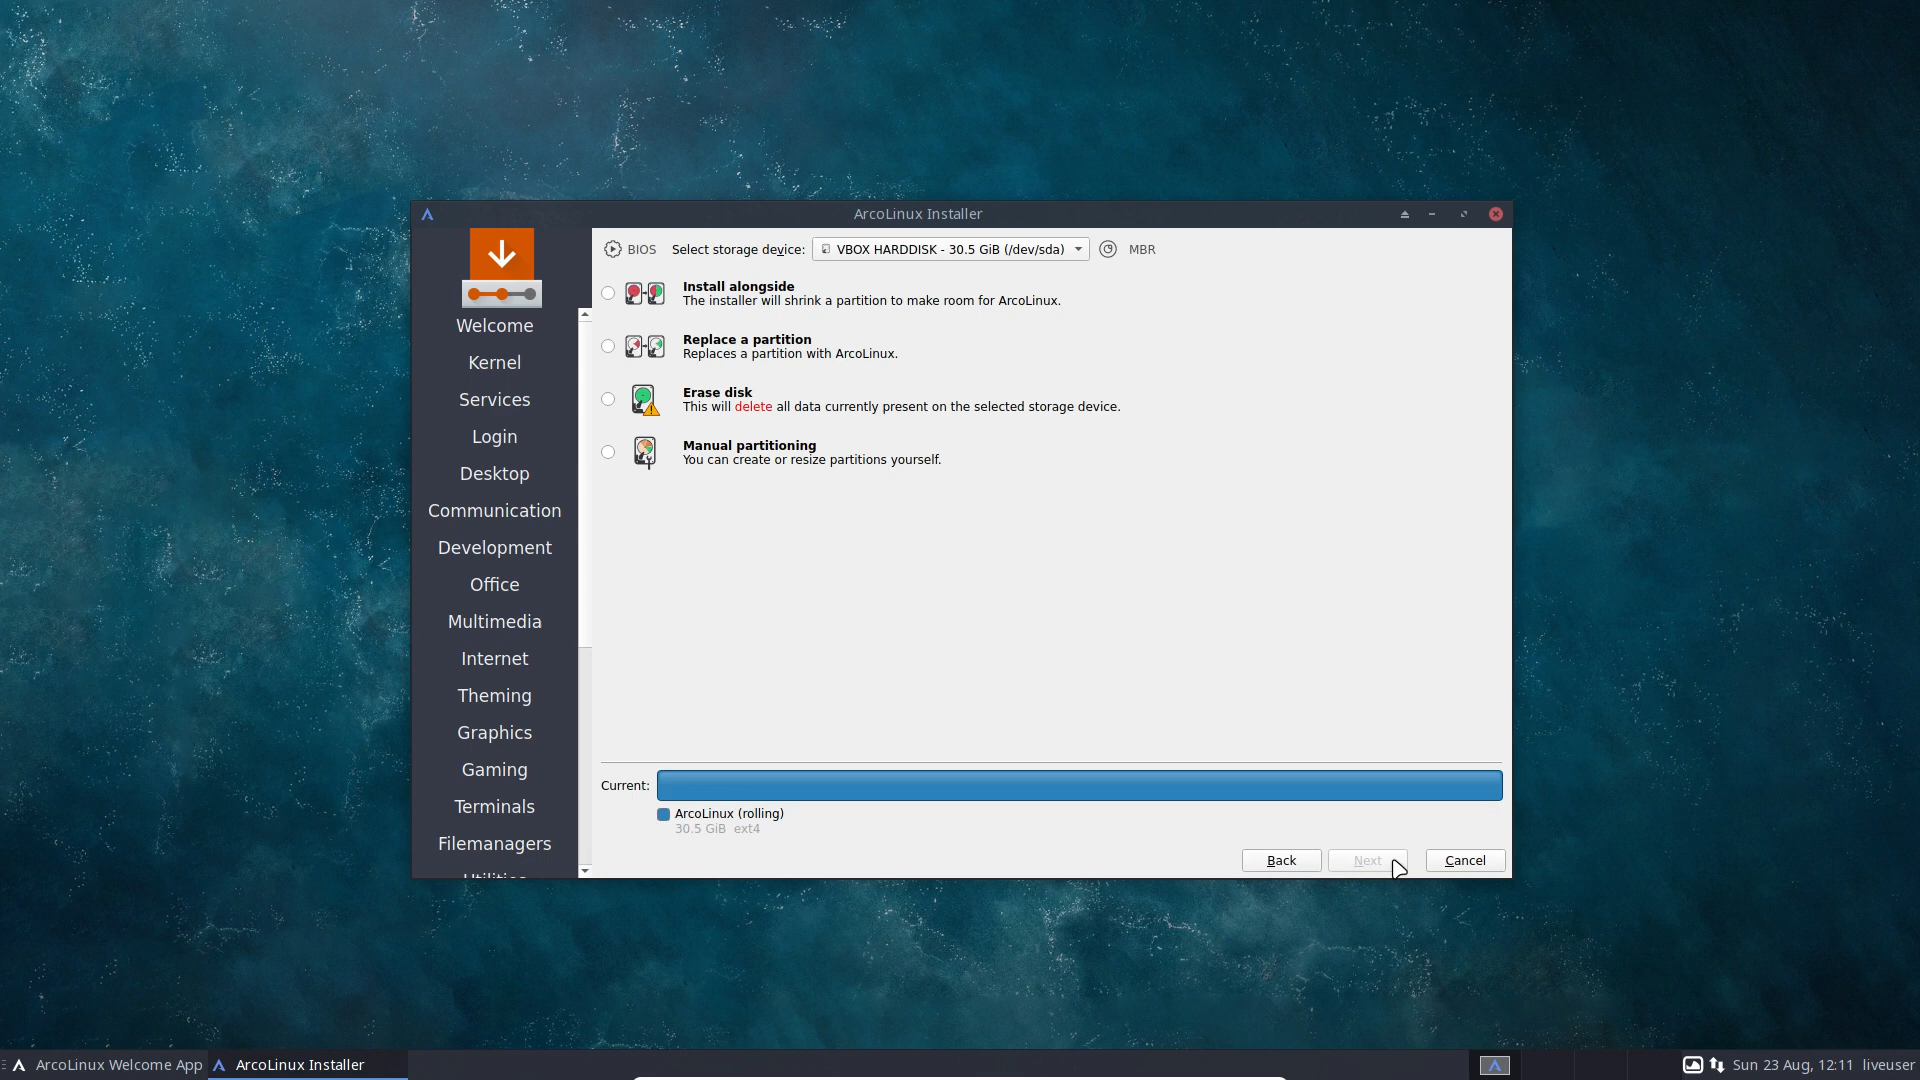 ArcoLinux Installer
BIOS Select storage device: VBOX HARDDISK - 30.5 GiB (/dev/sda) MBR
Install alongside
The installer will shrink a partition to make room for ArcoLinux.
Replace a partition
Replaces a partition with ArcoLinux.
Erase disk
This will delete all data currently present on the selected storage device.
Manual partitioning
You can create or resize partitions yourself.
Welcome
Kernel
Services
Login
Desktop
Communication
Development
Office
Multimedia
Internet
Theming
Graphics
Gaming
Terminals
Filemanagers
Current:
ArcoLinux (rolling)
30.5 GiB ext4
Back Next Cancel
ArcoLinux Welcome App ArcoLinux Installer Sun 23 Aug, 12:11 liveuser